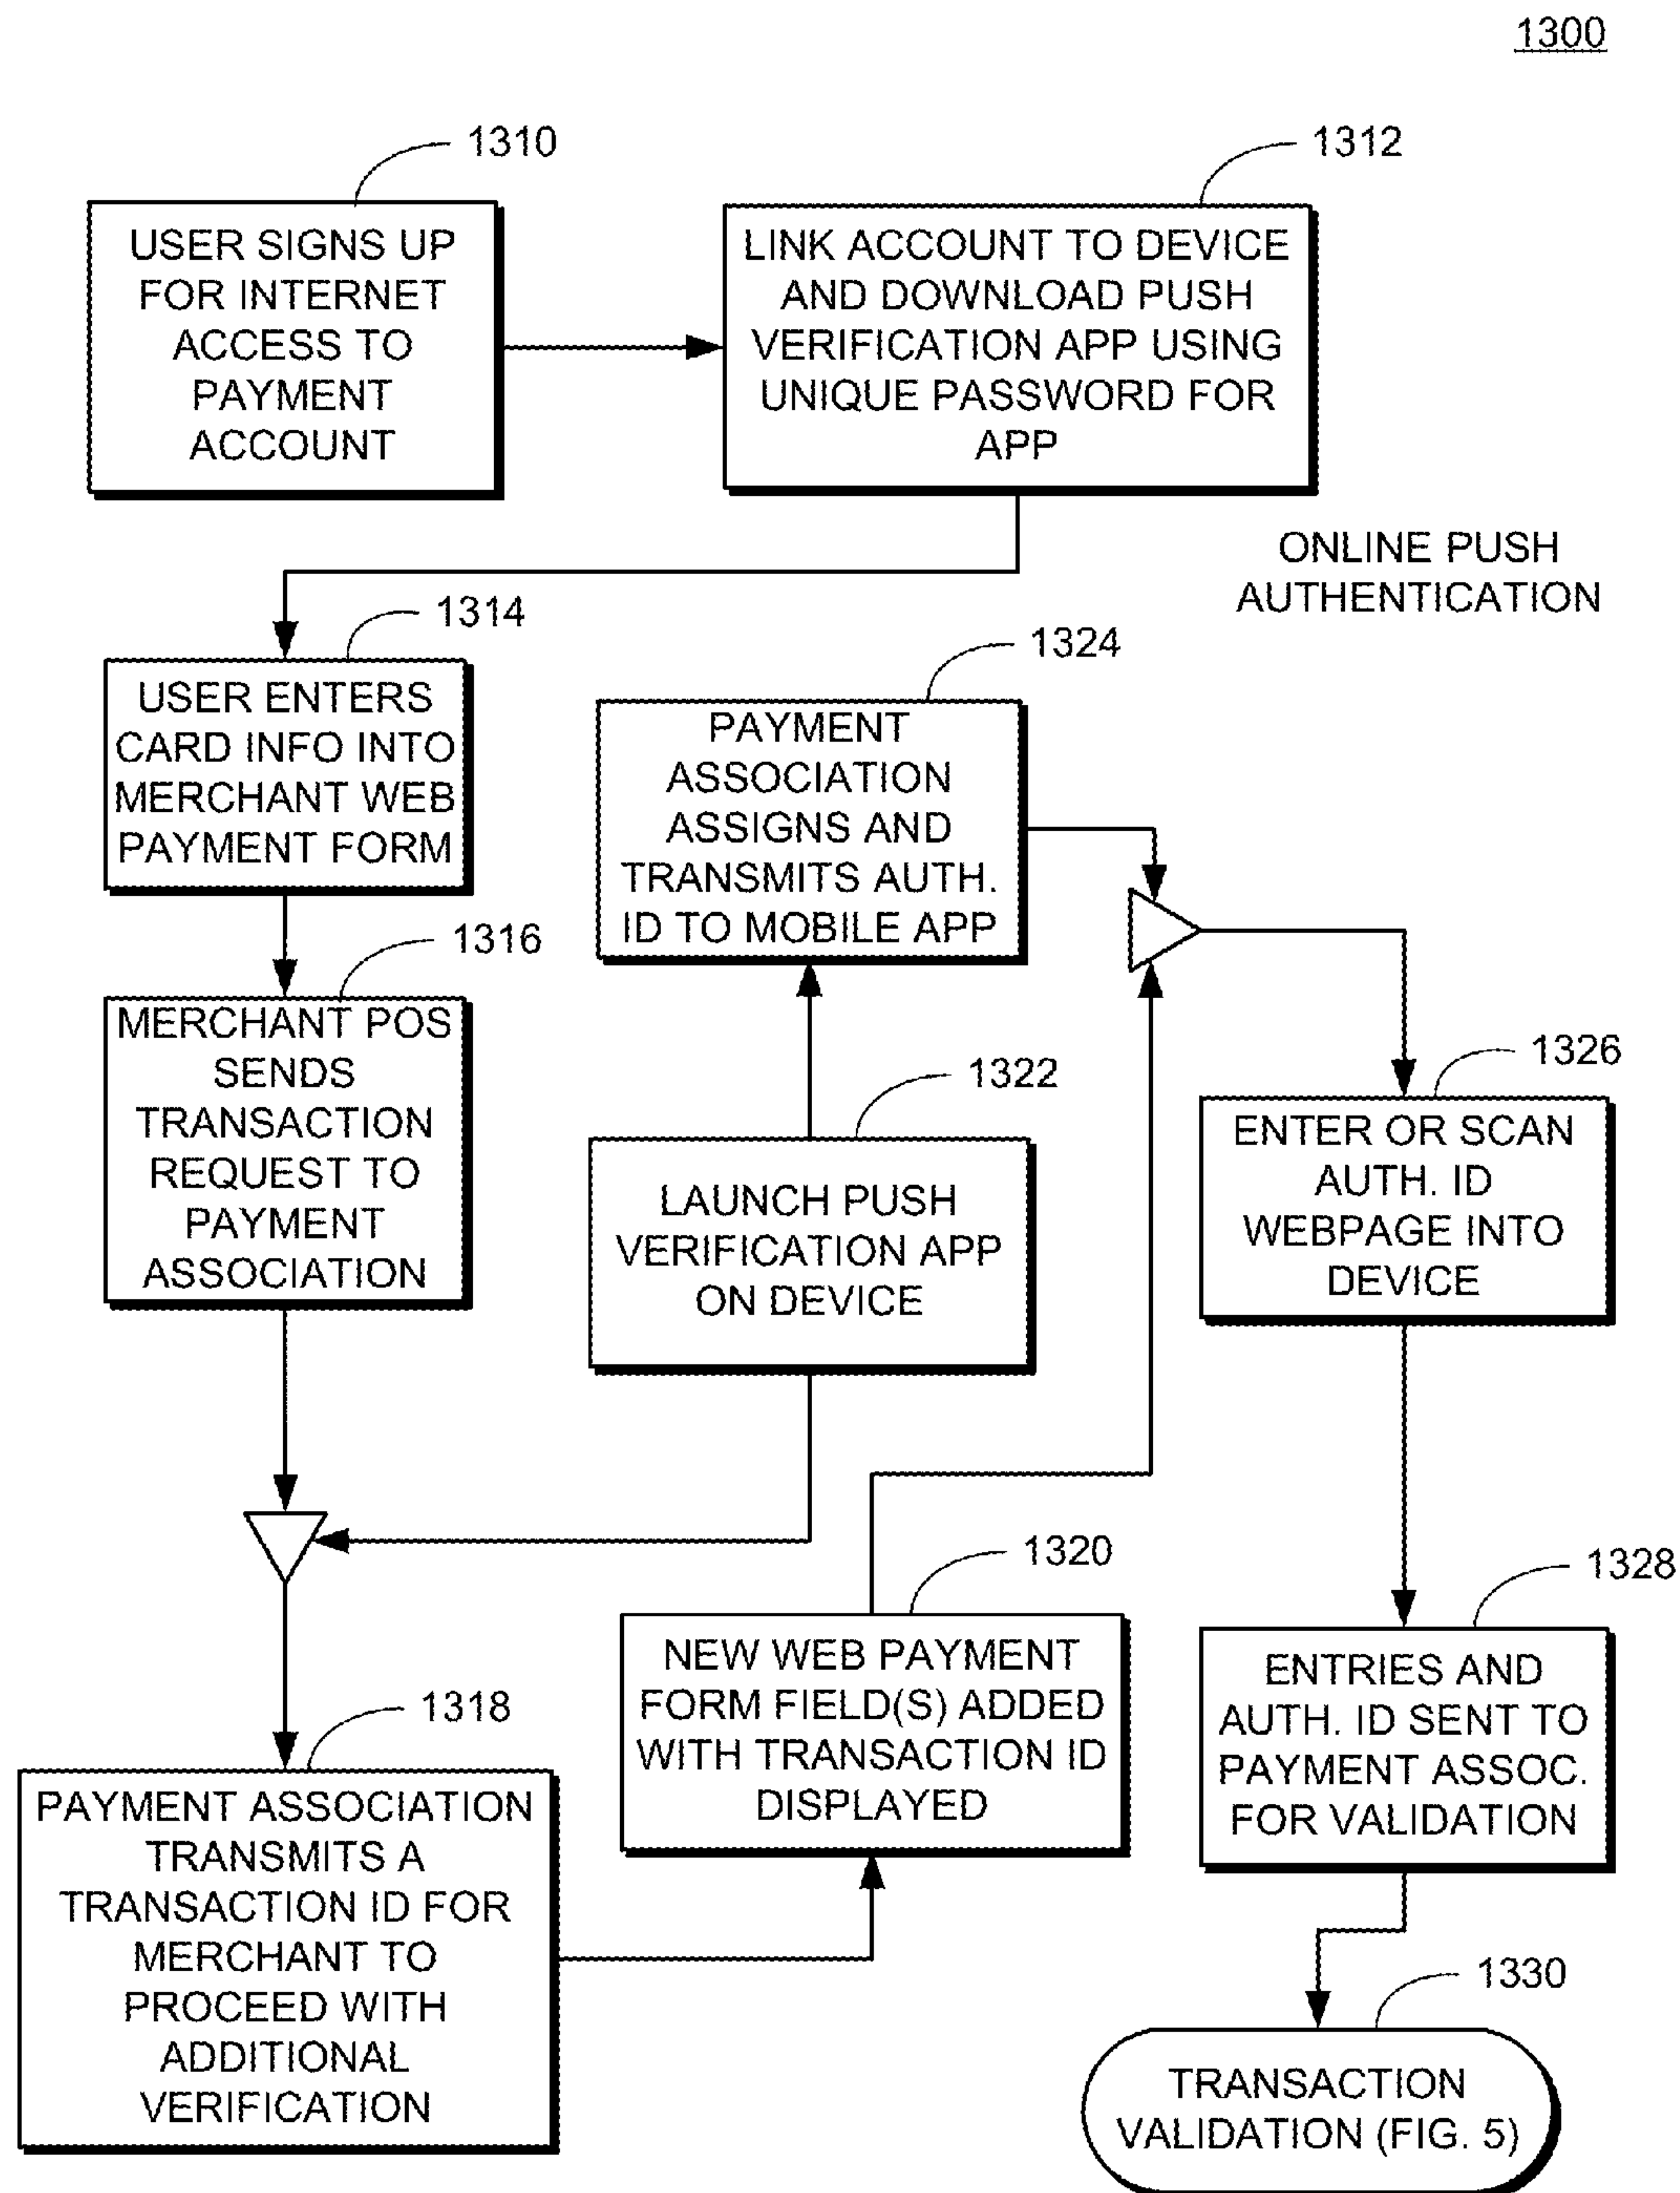 1300
1310
USER SIGNS UP
FOR INTERNET
ACCESS TO
PAYMENT
ACCOUNT
1312
LINK ACCOUNT TO DEVICE
AND DOWNLOAD PUSH
VERIFICATION APP USING
UNIQUE PASSWORD FOR
APP
ONLINE PUSH
AUTHENTICATION
1314
USER ENTERS
CARD INFO INTO
MERCHANT WEB
PAYMENT FORM
1316
MERCHANT POS
SENDS
TRANSACTION
REQUEST TO
PAYMENT
ASSOCIATION
1318
PAYMENT ASSOCIATION
TRANSMITS A
TRANSACTION ID FOR
MERCHANT TO
PROCEED WITH
ADDITIONAL
VERIFICATION
1320
NEW WEB PAYMENT
FORM FIELD(S) ADDED
WITH TRANSACTION ID
DISPLAYED
1322
LAUNCH PUSH
VERIFICATION APP
ON DEVICE
1324
PAYMENT
ASSOCIATION
ASSIGNS AND
TRANSMITS AUTH.
ID TO MOBILE APP
1326
ENTER OR SCAN
AUTH. ID
WEBPAGE INTO
DEVICE
1328
ENTRIES AND
AUTH. ID SENT TO
PAYMENT ASSOC.
FOR VALIDATION
1330
TRANSACTION
VALIDATION (FIG. 5)